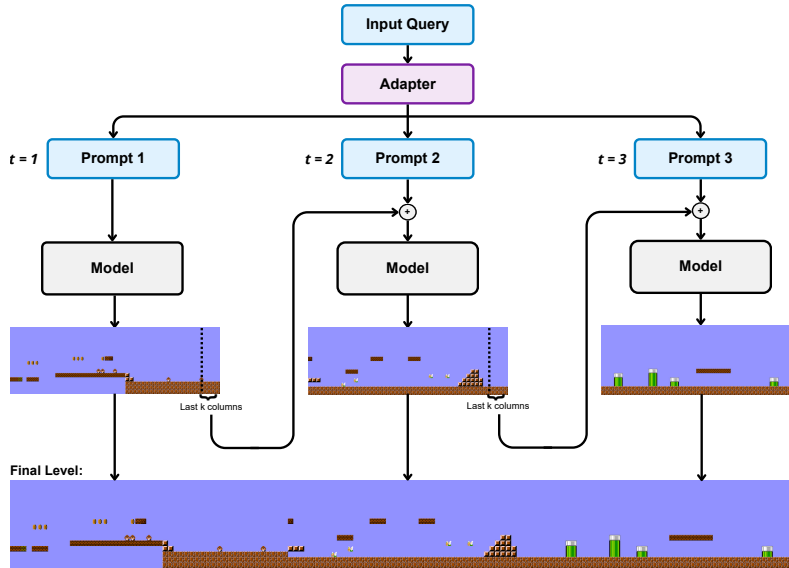 Input Query
Adapter
t = 1
Prompt 1
t = 2
Prompt 2
t = 3
Prompt 3
+
+
Model
Model
Model
Last k columns
Last k columns
Final Level: